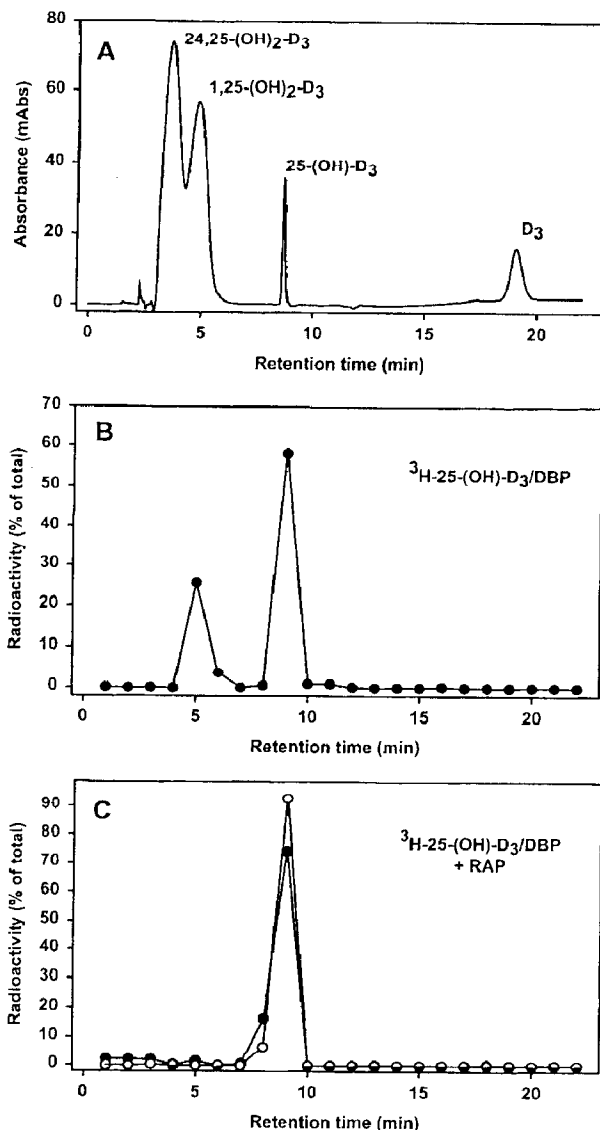 A
24,25-(OH)2-D3
1,25-(OH)2-D3
25-(OH)-D3
D3
Absorbance (mAbs)
80
60
40
20
0
0 5 10 15 20
Retention time (min)
B
3H-25-(OH)-D3/DBP
Radioactivity (% of total)
70
60
50
40
30
20
10
0
0 5 10 15 20
Retention time (min)
C
3H-25-(OH)-D3/DBP
+ RAP
Radioactivity (% of total)
90
80
70
60
50
40
30
20
10
0
0 5 10 15 20
Retention time (min)